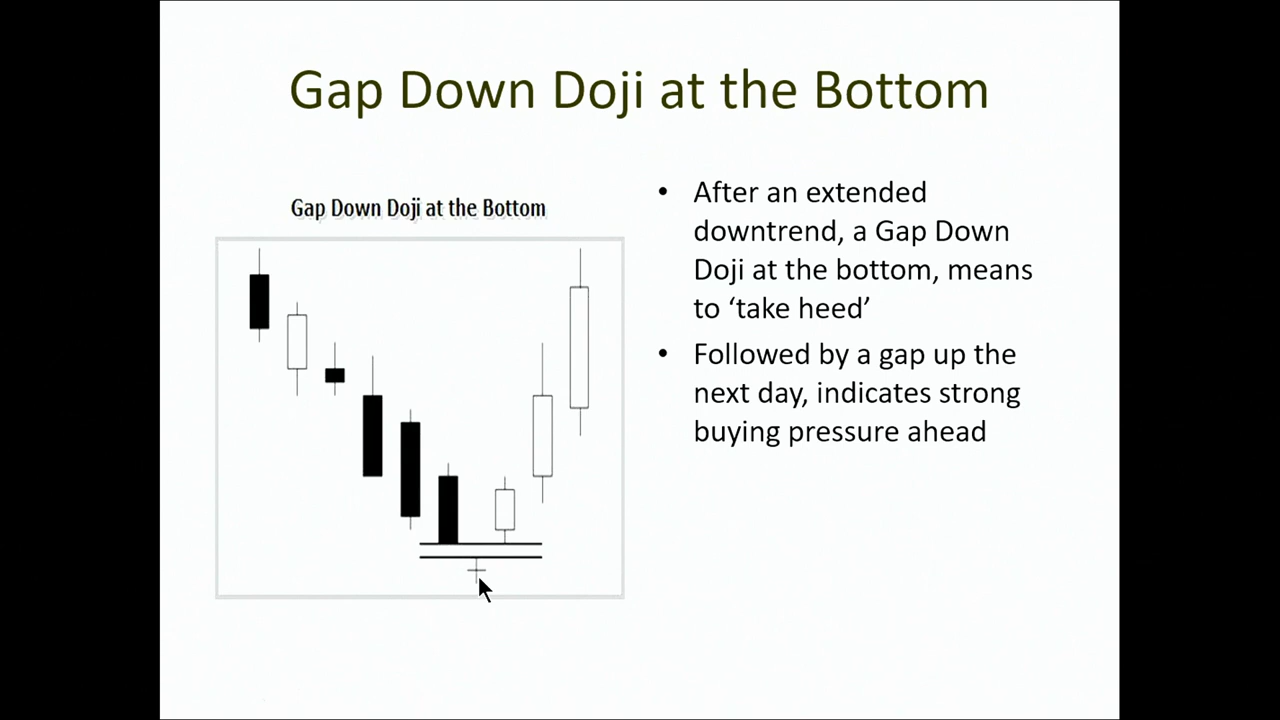 Gap Down Doji at the Bottom
Gap Down Doji at the Bottom
• After an extended
downtrend, a Gap Down
Doji at the bottom, means
to ‘take heed’
• Followed by a gap up the
next day, indicates strong
buying pressure ahead